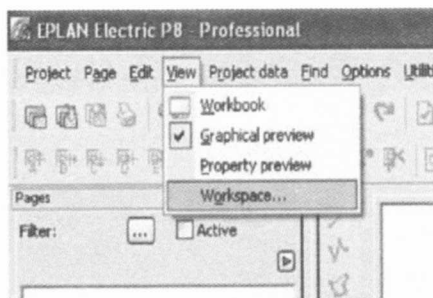 EPLAN Electric P8 - Professional
Project Page Edit View Project data Find Options Utilit
Workbook
Graphical preview
Property preview
Workspace...
Pages
Filter: ... Active